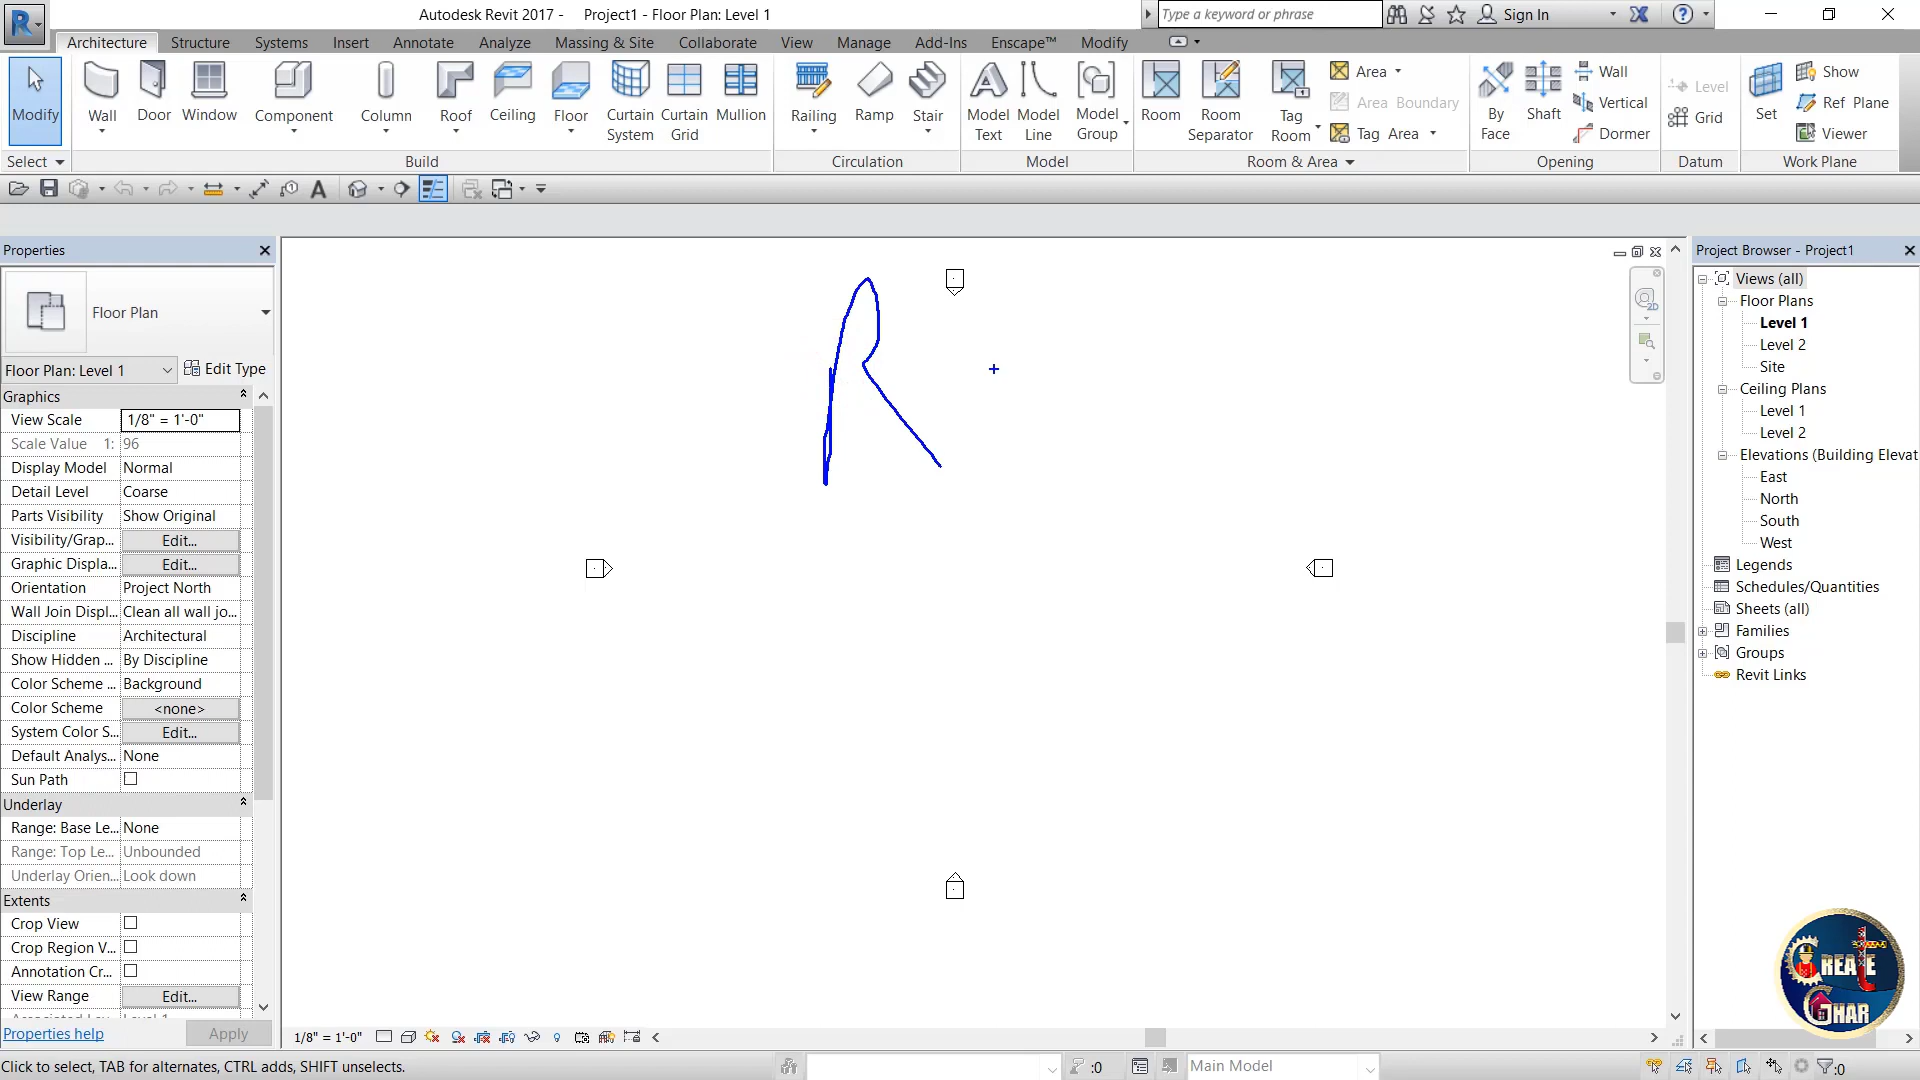 Autodesk Revit 2017 - Project1 - Floor Plan: Level 1
Type a keyword or phrase
Sign In
Architecture Structure Systems Insert Annotate Analyze Massing & Site Collaborate View Manage Add-Ins Enscape™ Modify
Modify
Wall
Door
Window
Component
Column
Roof
Ceiling
Floor
Curtain System
Curtain Grid
Mullion
Railing
Ramp
Stair
Model Text
Model Line
Model Group
Room
Room Separator
Tag Room
Area
Area Boundary
Tag Area
By Face
Shaft
Wall
Vertical
Dormer
Level
Grid
Set
Show
Ref Plane
Viewer
Select Build Circulation Model Room & Area Opening Datum Work Plane
Properties
Floor Plan
Floor Plan: Level 1 Edit Type
Graphics
View Scale 1/8" = 1'-0"
Scale Value 1: 96
Display Model Normal
Detail Level Coarse
Parts Visibility Show Original
Visibility/Grap... Edit...
Graphic Displa... Edit...
Orientation Project North
Wall Join Displ... Clean all wall jo...
Discipline Architectural
Show Hidden ... By Discipline
Color Scheme ... Background
Color Scheme <none>
System Color S... Edit...
Default Analys... None
Sun Path
Underlay
Range: Base Le... None
Range: Top Le... Unbounded
Underlay Orien... Look down
Extents
Crop View
Crop Region V...
Annotation Cr...
View Range Edit...
Properties help Apply
R
2D
Project Browser - Project1
Views (all)
Floor Plans
Level 1
Level 2
Site
Ceiling Plans
Level 1
Level 2
Elevations (Building Elevat
East
North
South
West
Legends
Schedules/Quantities
Sheets (all)
Families
Groups
Revit Links
CREATE
GHAR
1/8" = 1'-0"
Click to select, TAB for alternates, CTRL adds, SHIFT unselects.
:0
Main Model
:0